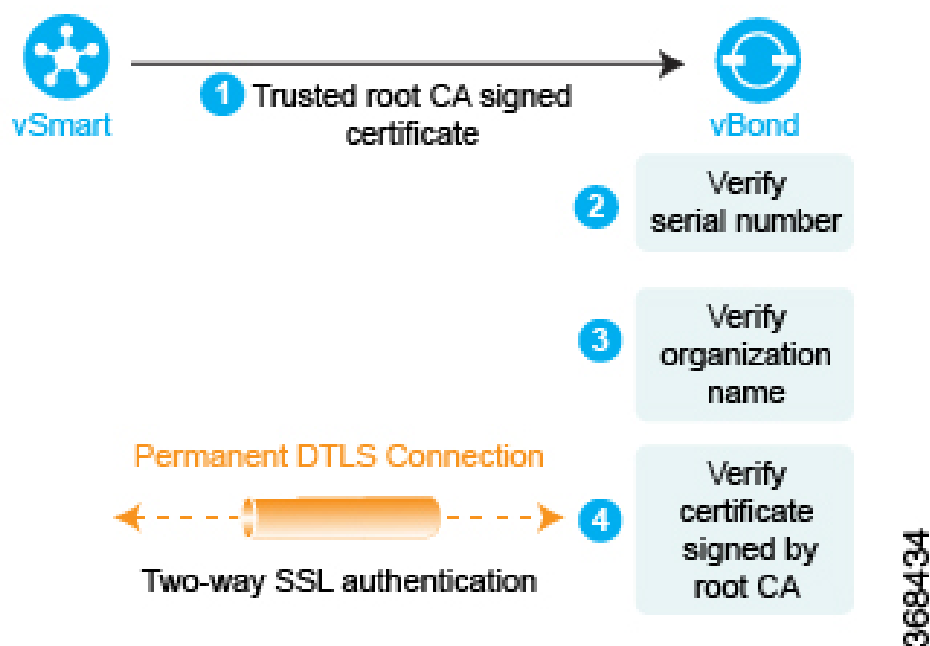 vSmart
1 Trusted root CA signed
certificate
vBond
2 Verify
serial number
3 Verify
organization
name
Permanent DTLS Connection
Two-way SSL authentication
4 Verify
certificate
signed by
root CA
368434